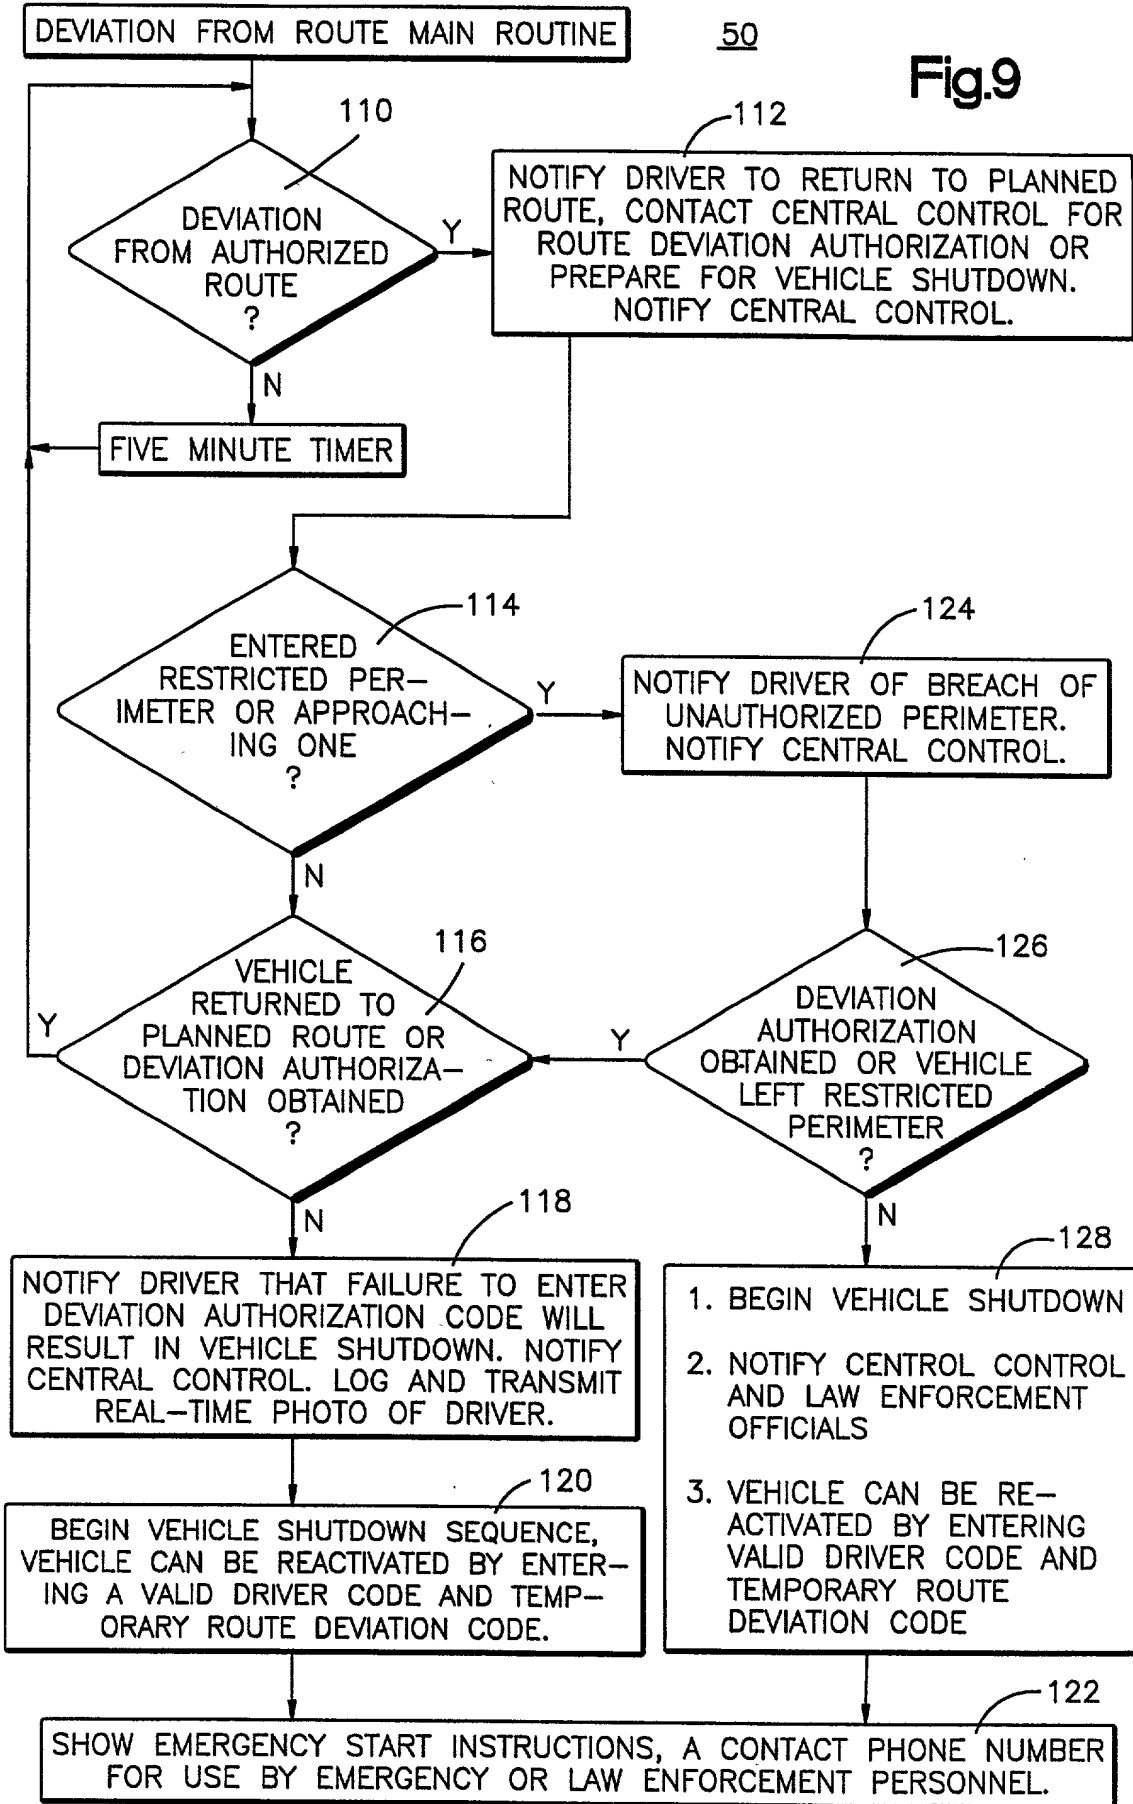 DEVIATION FROM ROUTE MAIN ROUTINE
50
Fig.9
110
DEVIATION
FROM AUTHORIZED
ROUTE
?
Y
N
112
NOTIFY DRIVER TO RETURN TO PLANNED
ROUTE, CONTACT CENTRAL CONTROL FOR
ROUTE DEVIATION AUTHORIZATION OR
PREPARE FOR VEHICLE SHUTDOWN.
NOTIFY CENTRAL CONTROL.
FIVE MINUTE TIMER
114
ENTERED
RESTRICTED PER-
IMETER OR APPROACH-
ING ONE
?
Y
N
124
NOTIFY DRIVER OF BREACH OF
UNAUTHORIZED PERIMETER.
NOTIFY CENTRAL CONTROL.
116
VEHICLE
RETURNED TO
PLANNED ROUTE OR
DEVIATION AUTHORIZA-
TION OBTAINED
?
Y
N
126
DEVIATION
AUTHORIZATION
OBTAINED OR VEHICLE
LEFT RESTRICTED
PERIMETER
?
Y
N
118
NOTIFY DRIVER THAT FAILURE TO ENTER
DEVIATION AUTHORIZATION CODE WILL
RESULT IN VEHICLE SHUTDOWN. NOTIFY
CENTRAL CONTROL. LOG AND TRANSMIT
REAL-TIME PHOTO OF DRIVER.
128
1. BEGIN VEHICLE SHUTDOWN
2. NOTIFY CENTRAL CONTROL
AND LAW ENFORCEMENT
OFFICIALS
3. VEHICLE CAN BE RE-
ACTIVATED BY ENTERING
VALID DRIVER CODE AND
TEMPORARY ROUTE
DEVIATION CODE
120
BEGIN VEHICLE SHUTDOWN SEQUENCE,
VEHICLE CAN BE REACTIVATED BY ENTER-
ING A VALID DRIVER CODE AND TEMP-
ORARY ROUTE DEVIATION CODE.
122
SHOW EMERGENCY START INSTRUCTIONS, A CONTACT PHONE NUMBER
FOR USE BY EMERGENCY OR LAW ENFORCEMENT PERSONNEL.